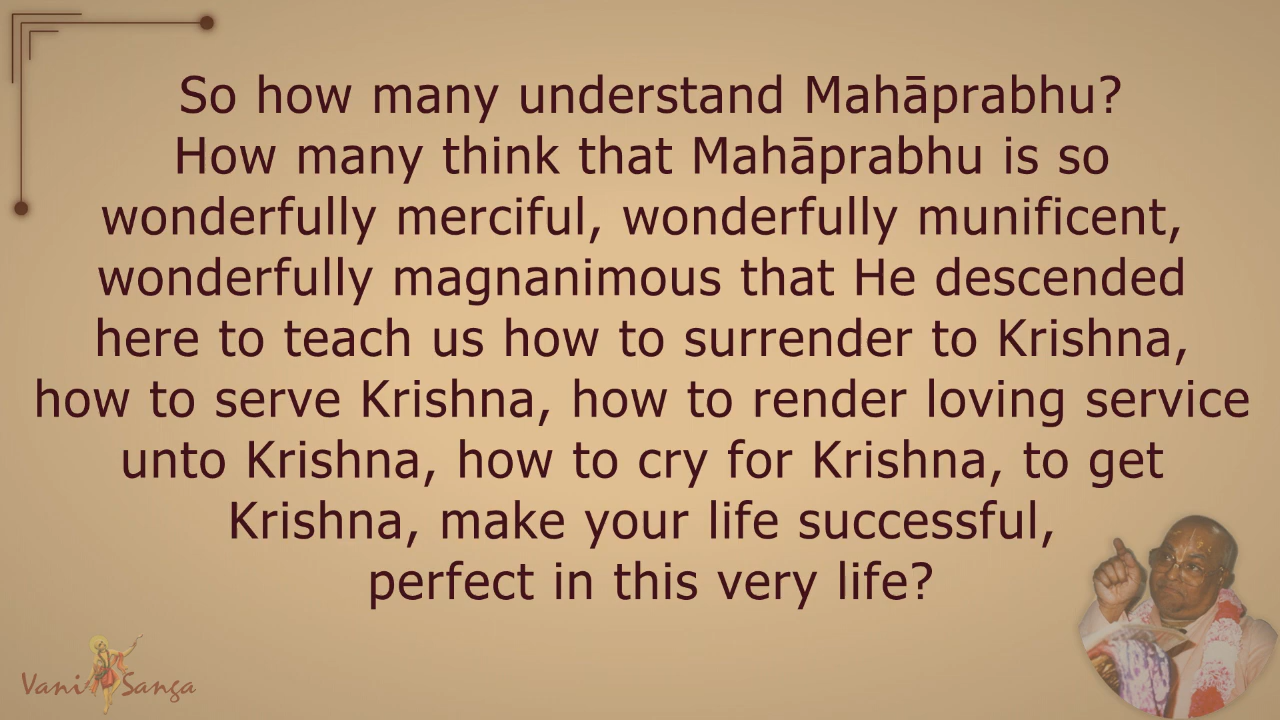 So how many understand Mahāprabhu?
How many think that Mahāprabhu is so
wonderfully merciful, wonderfully munificent,
wonderfully magnanimous that He descended
here to teach us how to surrender to Krishna,
how to serve Krishna, how to render loving service
unto Krishna, how to cry for Krishna, to get
Krishna, make your life successful,
perfect in this very life?
Vani Sanga